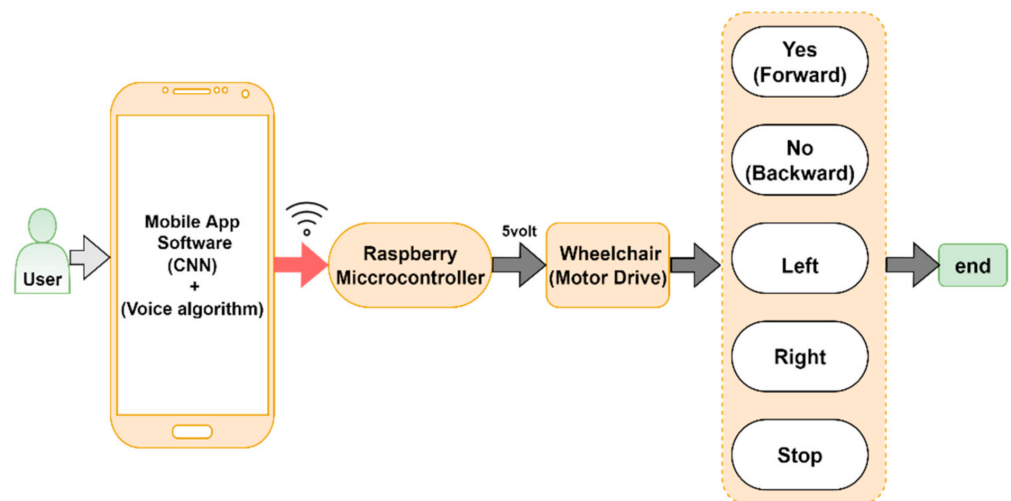 User
Mobile App
Software
(CNN)
+
(Voice algorithm)
Raspberry
Miccrocontroller
5volt
Wheelchair
(Motor Drive)
Yes
(Forward)
No
(Backward)
Left
Right
Stop
end